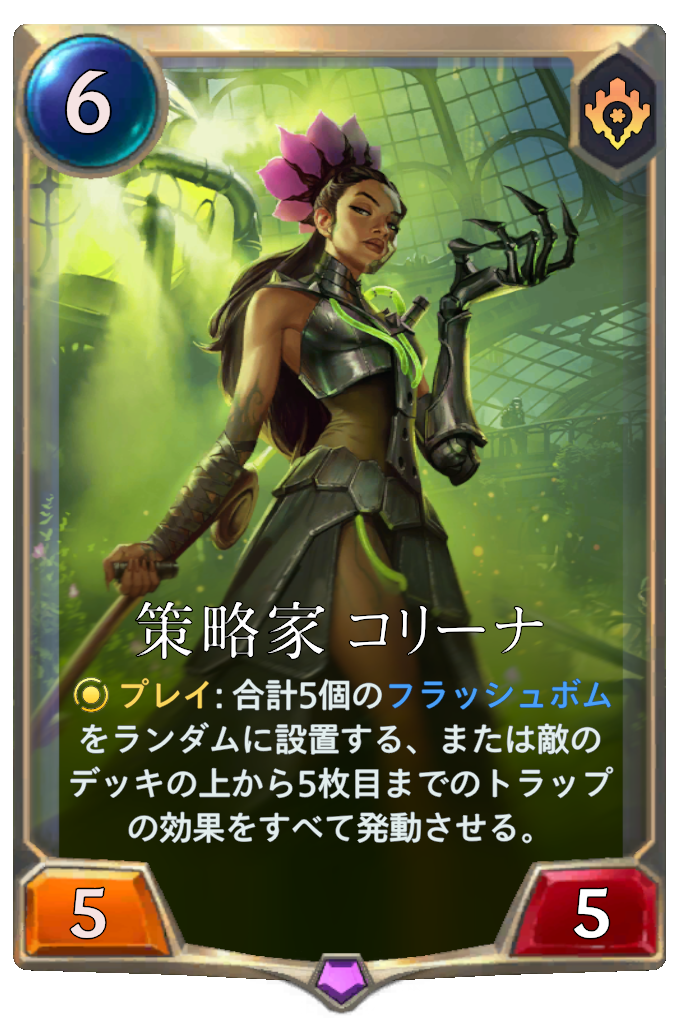 6
策略家 コリーナ
プレイ: 合計5個のフラッシュボム
をランダムに設置する、または敵の
デッキの上から5枚目までのトラップ
の効果をすべて発動させる。
5
5